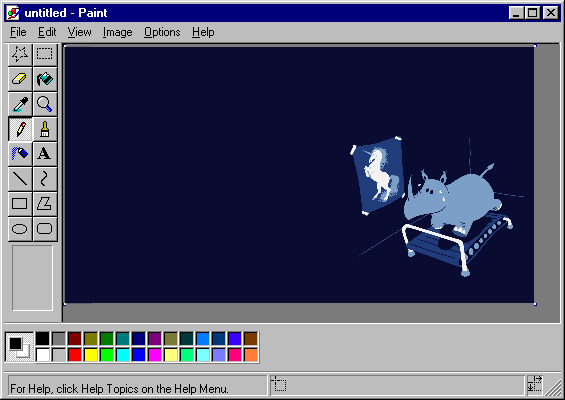 untitled - Paint
File Edit View Image Options Help
A
For Help, click Help Topics on the Help Menu.